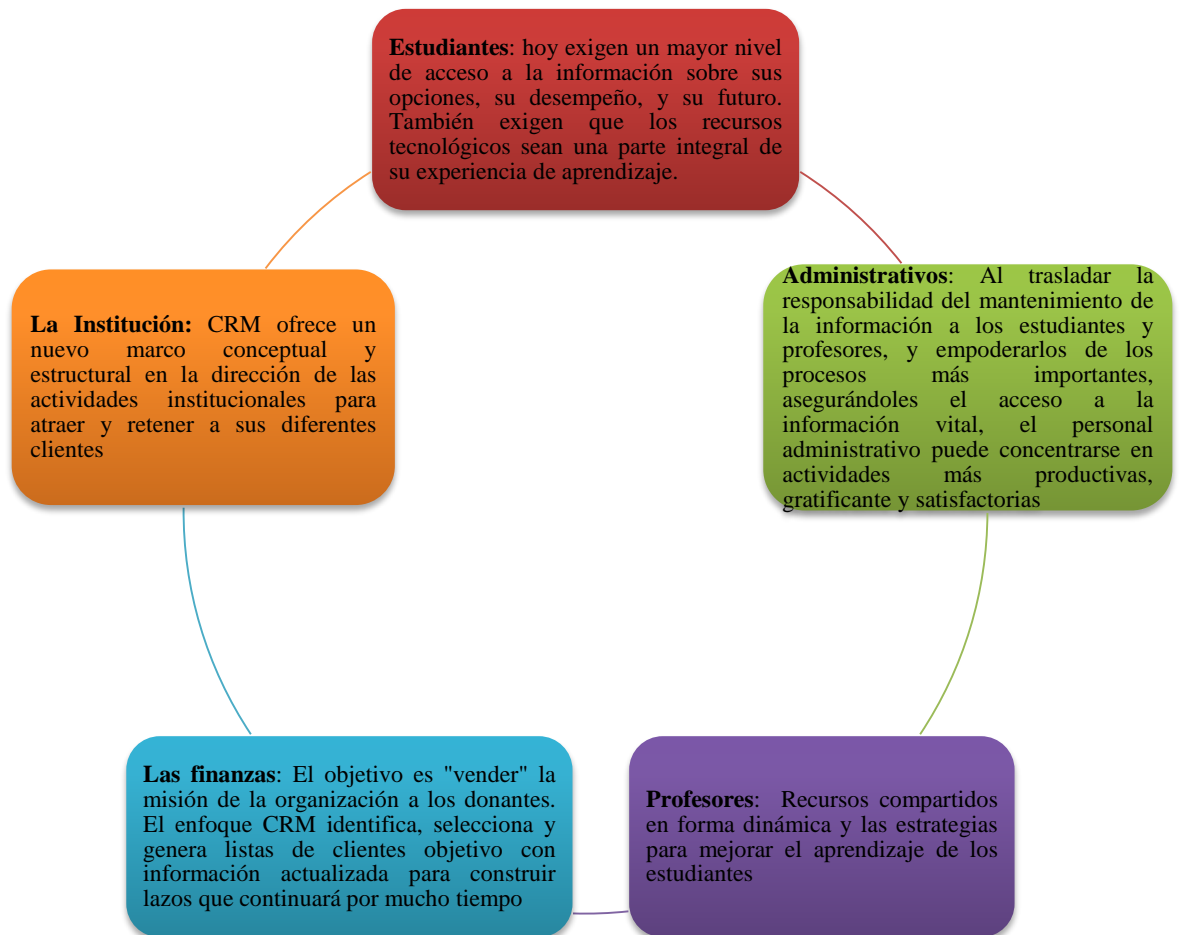 Estudiantes: hoy exigen un mayor nivel
de acceso a la información sobre sus
opciones, su desempeño, y su futuro.
También exigen que los recursos
tecnológicos sean una parte integral de
su experiencia de aprendizaje.
Administrativos: Al trasladar la
responsabilidad del mantenimiento de
la información a los estudiantes y
profesores, y empoderarlos de los
procesos más importantes,
asegurándoles el acceso a la
información vital, el personal
administrativo puede concentrarse en
actividades más productivas,
gratificante y satisfactorias
Profesores: Recursos compartidos
en forma dinámica y las estrategias
para mejorar el aprendizaje de los
estudiantes
Las finanzas: El objetivo es "vender" la
misión de la organización a los donantes.
El enfoque CRM identifica, selecciona y
genera listas de clientes objetivo con
información actualizada para construir
lazos que continuará por mucho tiempo
La Institución: CRM ofrece un
nuevo marco conceptual y
estructural en la dirección de las
actividades institucionales para
atraer y retener a sus diferentes
clientes